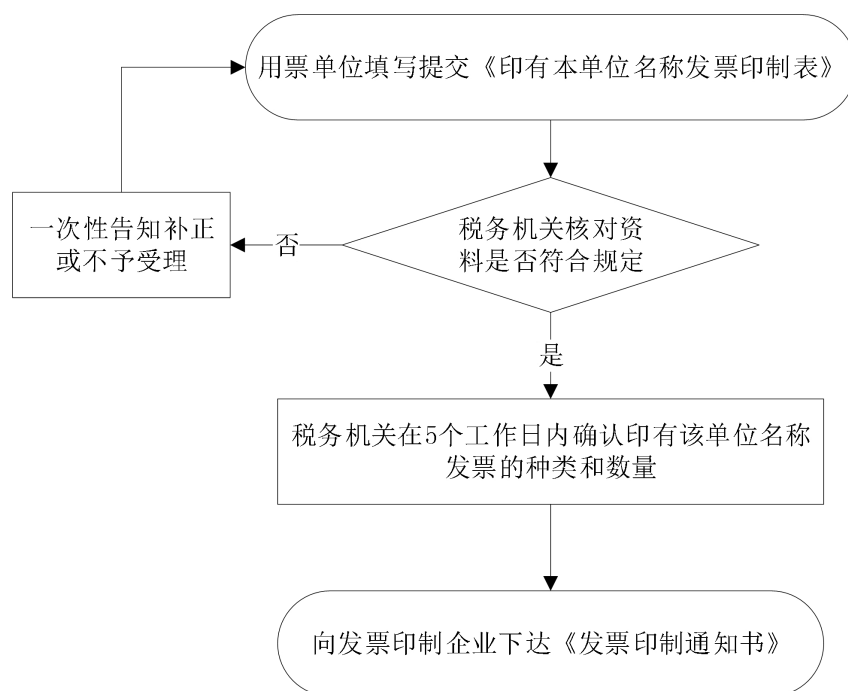 用票单位填写提交《印有本单位名称发票印制表》
一次性告知补正
或不予受理
否
税务机关核对资
料是否符合规定
是
税务机关在5个工作日内确认印有该单位名称
发票的种类和数量
向发票印制企业下达《发票印制通知书》